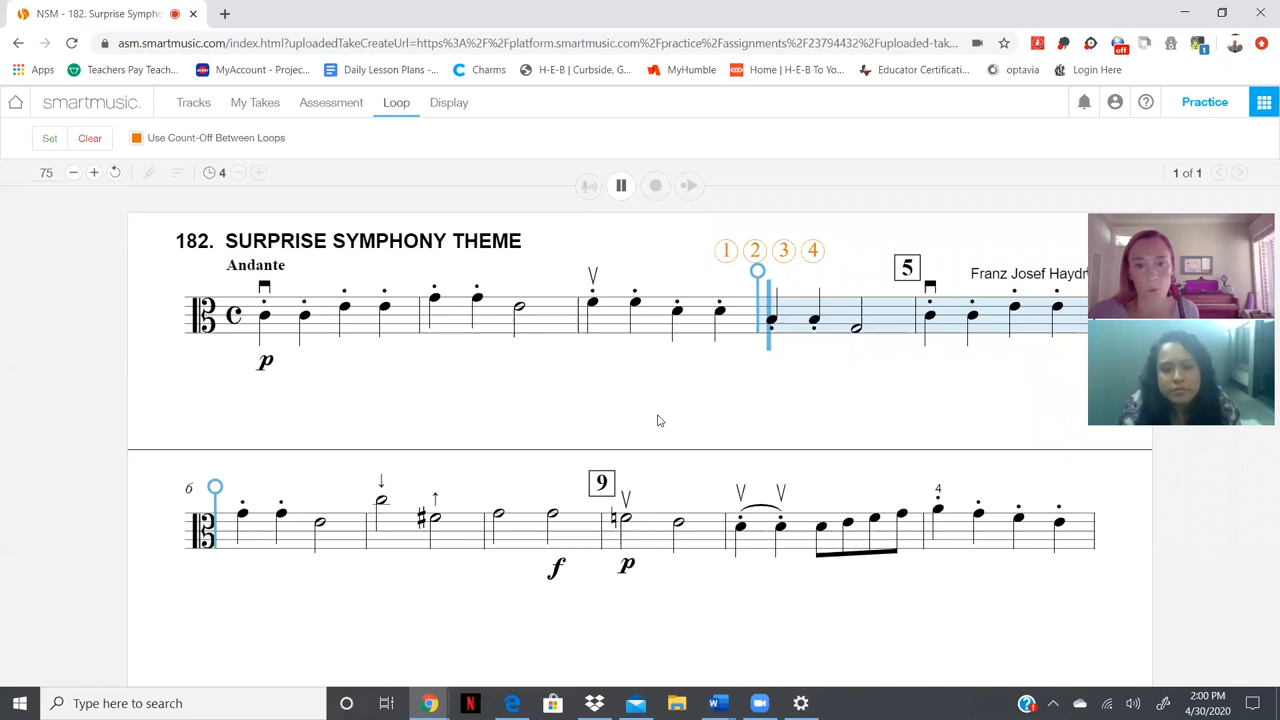 NSM - 182. Surprise Sympho
asm.smartmusic.com/index.html?uploadedTakeCreateUrl=https%3A%2F%2Fplatform.smartmusic.com%2Fpractice%2Fassignments%2F23794432%2Fuploaded-tak...
off
1
Apps
Teachers Pay Teach...
MyAccount - Projec...
Daily Lesson Plans -...
Charms
H-E-B | Curbside, G...
MyHumble
Home | H-E-B To Yo...
Educator Certificati...
optavia
Login Here
smartmusic.
Tracks
My Takes
Assessment
Loop
Display
Practice
Set
Clear
Use Count-Off Between Loops
75
4
1 of 1
182. SURPRISE SYMPHONY THEME
1 2 3 4
Andante
5
Franz Josef Haydn
p
6
9
4
f
p
Type here to search
2:00 PM
4/30/2020